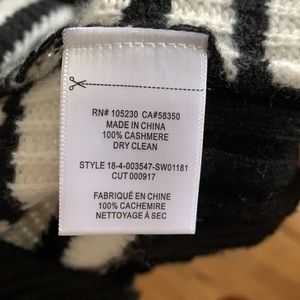 RN# 105230 CA#58350
MADE IN CHINA
100% CASHMERE
DRY CLEAN
STYLE 18-4-003547-SW01181
CUT 000917
FABRIQUÉ EN CHINE
100% CACHEMIRE
NETTOYAGE À SEC